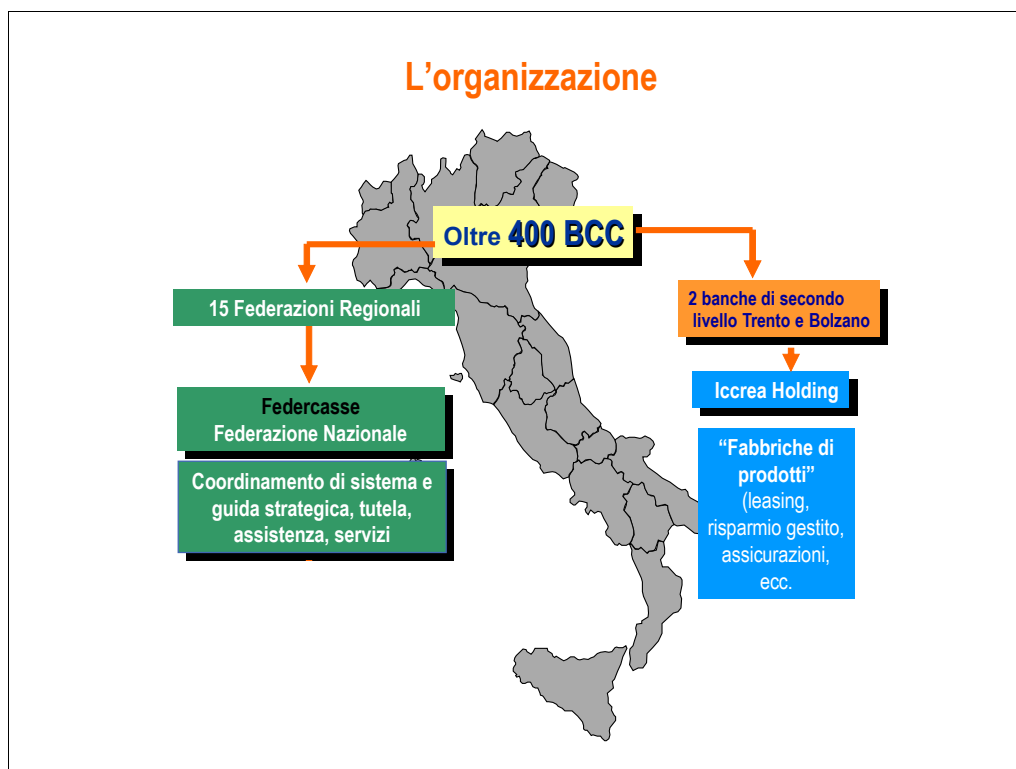 L’organizzazione
Oltre 400 BCC
15 Federazioni Regionali
Federcasse
Federazione Nazionale
Coordinamento di sistema e
guida strategica, tutela,
assistenza, servizi
2 banche di secondo
livello Trento e Bolzano
Iccrea Holding
“Fabbriche di
prodotti”
(leasing,
risparmio gestito,
assicurazioni,
ecc.